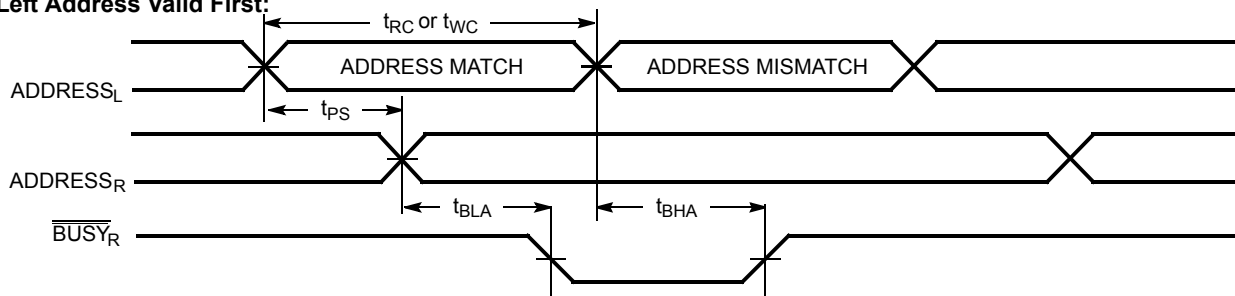 Left Address Valid First:
tRC or tWC
ADDRESSL
ADDRESS MATCH
ADDRESS MISMATCH
tPS
ADDRESSR
tBLA
tBHA
BUSYR